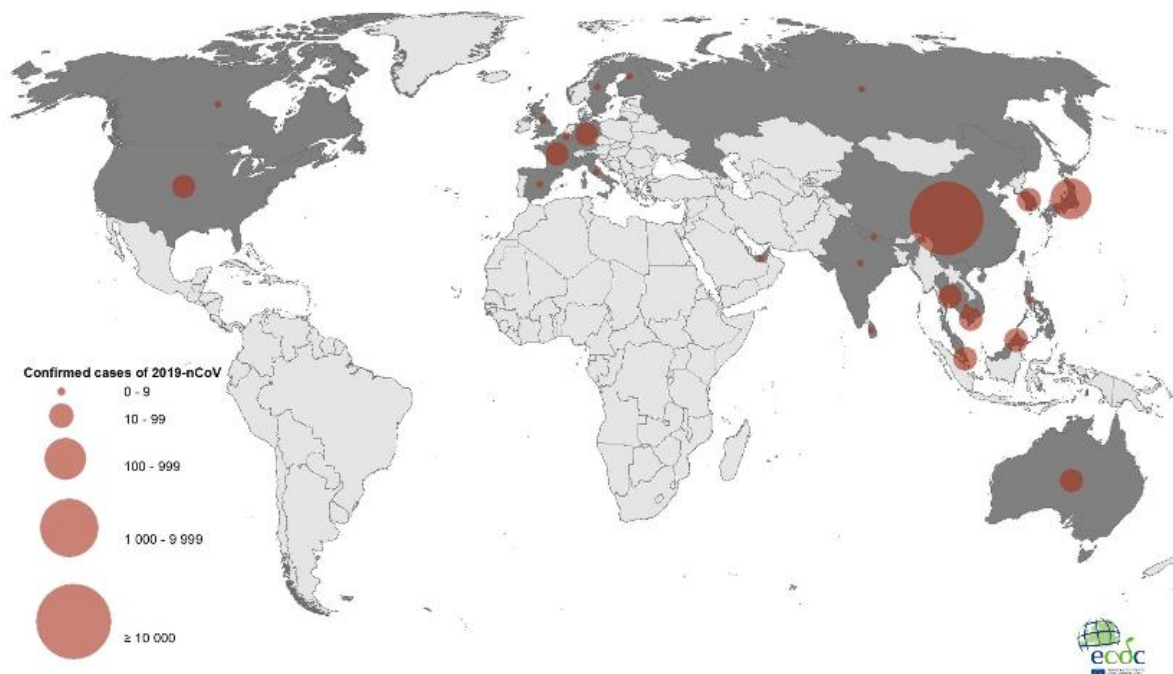 Confirmed cases of 2019-nCoV
0 - 9
10 - 99
100 - 999
1 000 - 9 999
≥ 10 000
ecdc